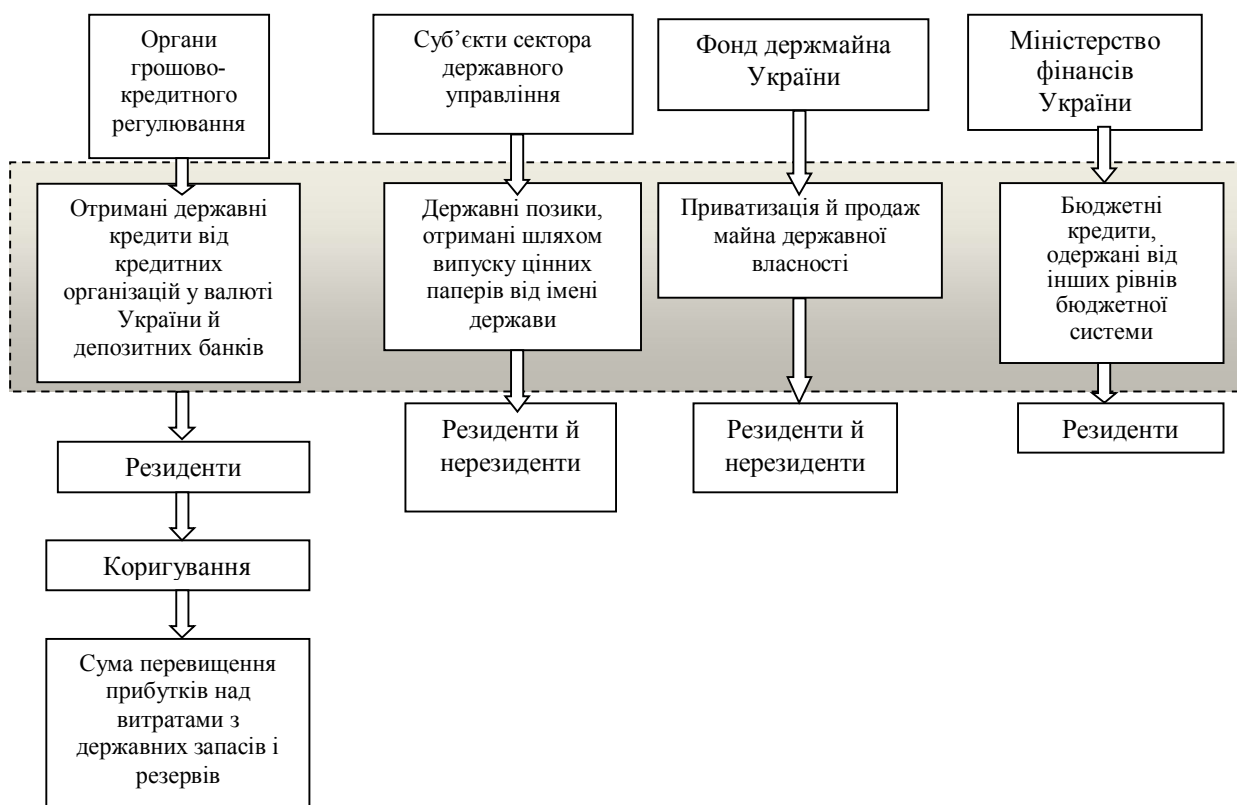 Органи
грошово-
кредитного
регулювання
Суб’єкти сектора
державного
управління
Фонд держмайна
України
Міністерство
фінансів
України
Отримані державні
кредити від
кредитних
організацій у валюті
України й
депозитних банків
Державні позики,
отримані шляхом
випуску цінних
паперів від імені
держави
Приватизація й продаж
майна державної
власності
Бюджетні
кредити,
одержані від
інших рівнів
бюджетної
системи
Резиденти
Резиденти й
нерезиденти
Резиденти й
нерезиденти
Резиденти
Коригування
Сума перевищення
прибутків над
витратами з
державних запасів і
резервів